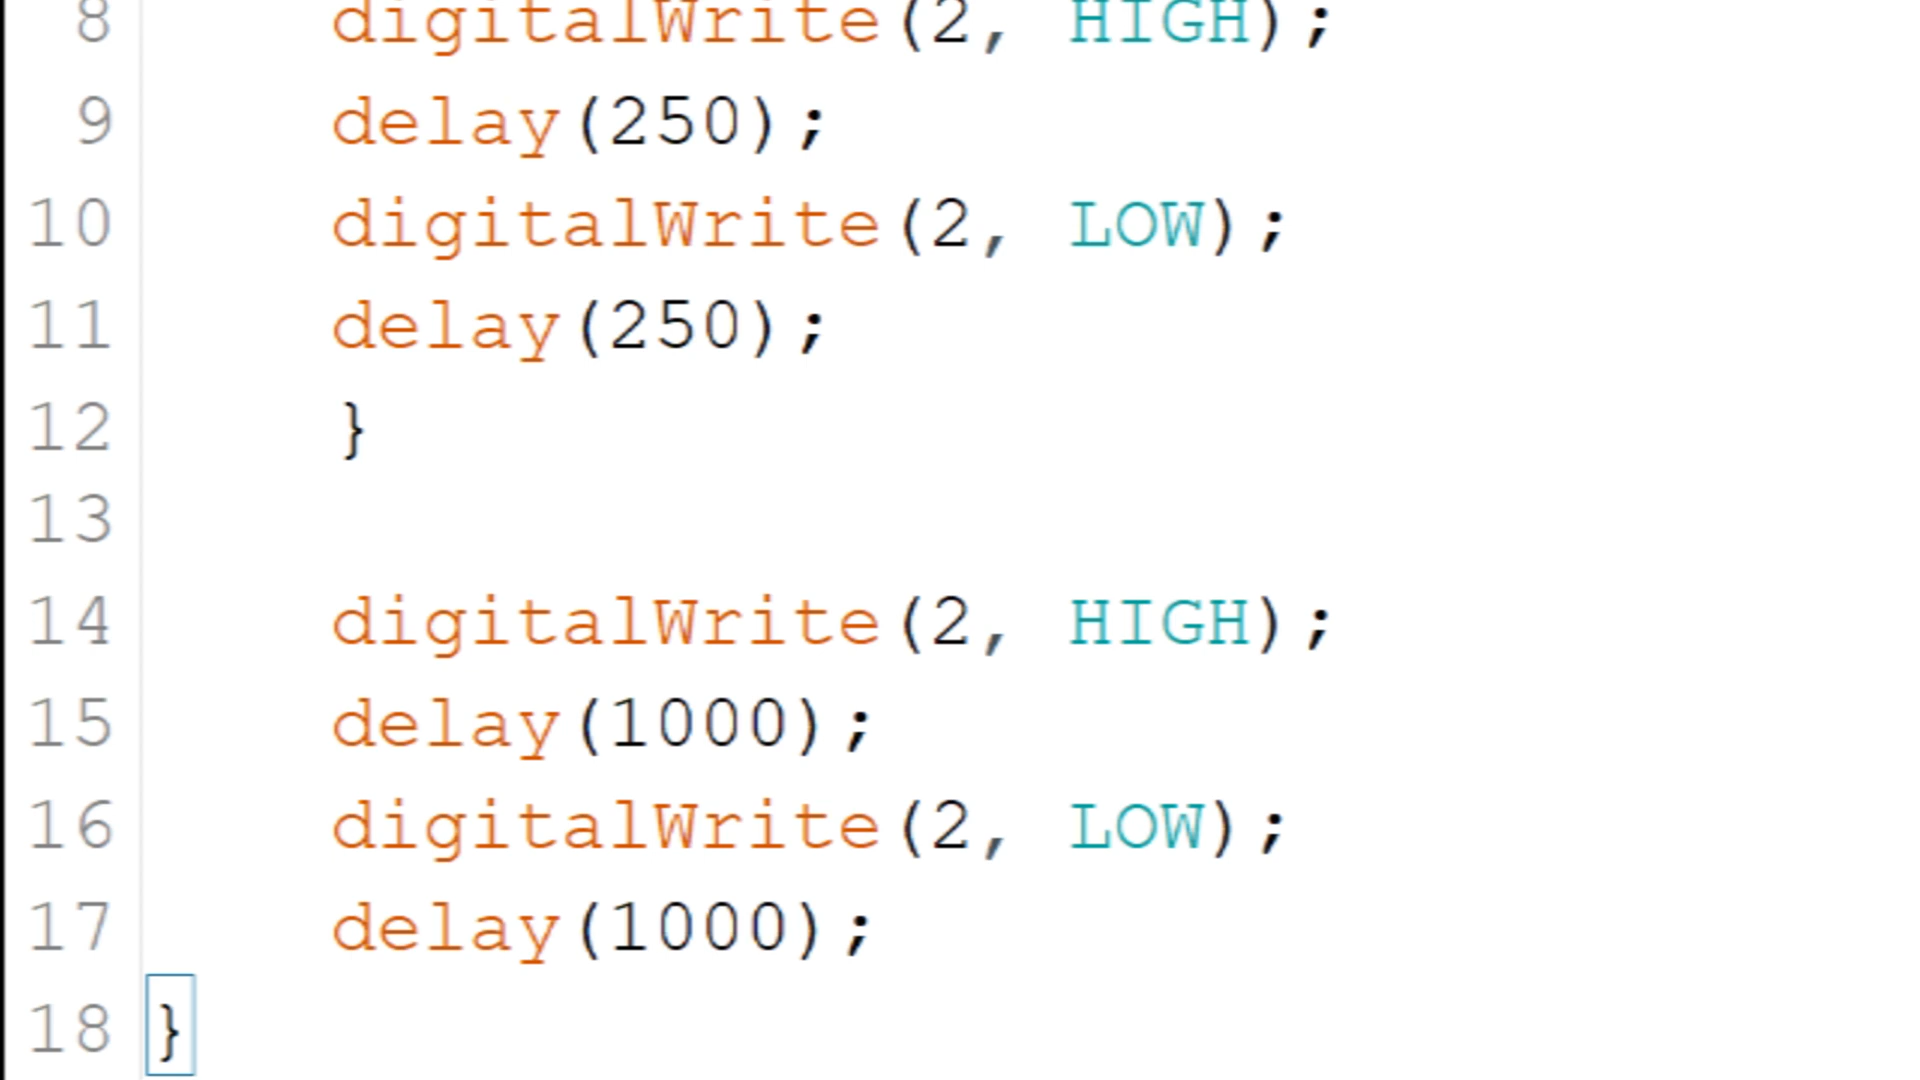 8 digitalWrite(2, HIGH);
9 delay(250);
10 digitalWrite(2, LOW);
11 delay(250);
12 }
13
14 digitalWrite(2, HIGH);
15 delay(1000);
16 digitalWrite(2, LOW);
17 delay(1000);
18 }